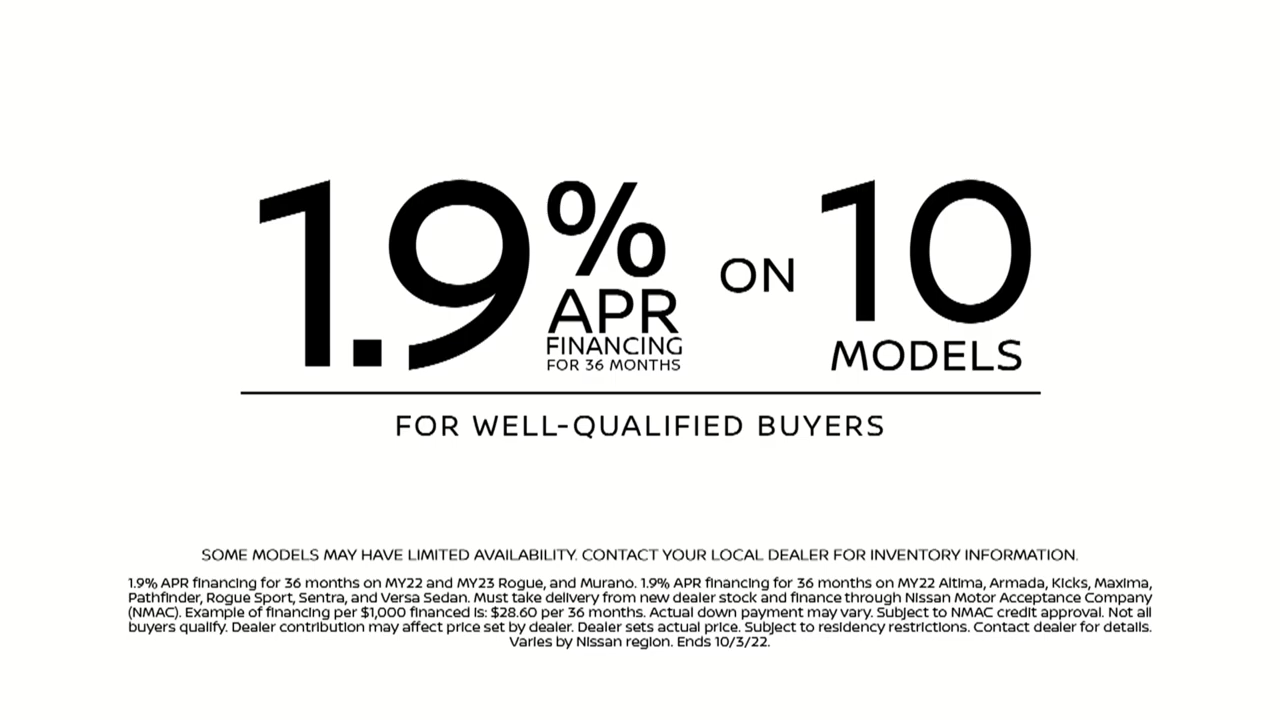 1.9% APR FINANCING FOR 36 MONTHS ON 10 MODELS
FOR WELL-QUALIFIED BUYERS
SOME MODELS MAY HAVE LIMITED AVAILABILITY. CONTACT YOUR LOCAL DEALER FOR INVENTORY INFORMATION.
1.9% APR financing for 36 months on MY22 and MY23 Rogue, and Murano. 1.9% APR financing for 36 months on MY22 Altima, Armada, Kicks, Maxima,
Pathfinder, Rogue Sport, Sentra, and Versa Sedan. Must take delivery from new dealer stock and finance through Nissan Motor Acceptance Company
(NMAC). Example of financing per $1,000 financed is: $28.60 per 36 months. Actual down payment may vary. Subject to NMAC credit approval. Not all
buyers qualify. Dealer contribution may affect price set by dealer. Dealer sets actual price. Subject to residency restrictions. Contact dealer for details.
Varies by Nissan region. Ends 10/3/22.